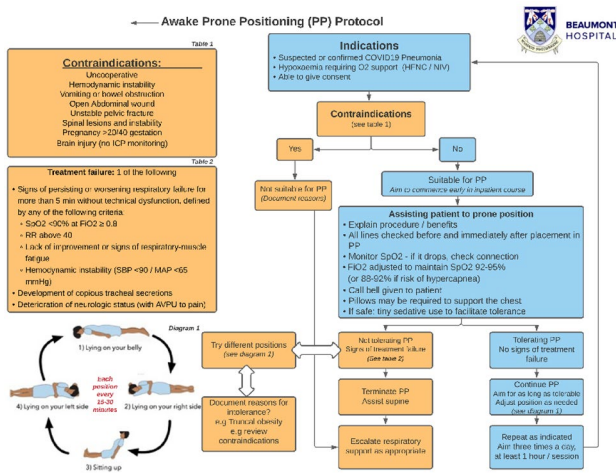 Awake Prone Positioning (PP) Protocol
BEAUMONT
HOSPITAL
Table 1
Contraindications:
Uncooperative
Hemodynamic instability
Vomiting or bowel obstruction
Open Abdominal wound
Unstable pelvic fracture
Spinal lesions and instability
Pregnancy >20/40 gestation
Brain injury (no ICP monitoring)
Table 2
Treatment failure: 1 of the following
• Signs of persisting or worsening respiratory failure for
more than 5 min without technical dysfunction, defined
by any of the following criteria
◦ SpO2 <90% at FiO2 ≥ 0.8
◦ RR above 40
◦ Lack of improvement or signs of respiratory-muscle
fatigue
◦ Hemodynamic instability (SBP <90 / MAP <65
mmHg)
• Development of copious tracheal secretions
• Deterioration of neurologic status (with AVPU to pain)
Indications
• Suspected or confirmed COVID19 Pneumonia
• Hypoxaemia requiring O2 support (HFNC / NIV)
• Able to give consent
Contraindications
(see table 1)
Yes
No
Not suitable for PP
(Document reasons)
Suitable for PP
Aim to commence early in inpatient course
Assisting patient to prone position
• Explain procedure / benefits
• All lines checked before and immediately after placement in
PP
• Monitor SpO2 - if it drops, check connection
• FiO2 adjusted to maintain SpO2 92-95%
(or 88-92% if risk of hypercapnea)
• Call bell given to patient
• Pillows may be required to support the chest
• If safe: tiny sedative use to facilitate tolerance
Diagram 1
1) Lying on your belly
Each
position
every
15-30
minutes
4) Lying on your left side
2) Lying on your right side
3) Sitting up
Try different positions
(see diagram 1)
Document reasons for
intolerance?
e.g Truncal obesity
e.g review
contraindications
Not tolerating PP
Signs of treatment failure
(See table 2)
Terminate PP
Assist supine
Escalate respiratory
support as appropriate
Tolerating PP
No signs of treatment
failure
Continue PP
Aim for as long as tolerable
Adjust position as needed
(see diagram 1)
Repeat as indicated
Aim three times a day,
at least 1 hour / session